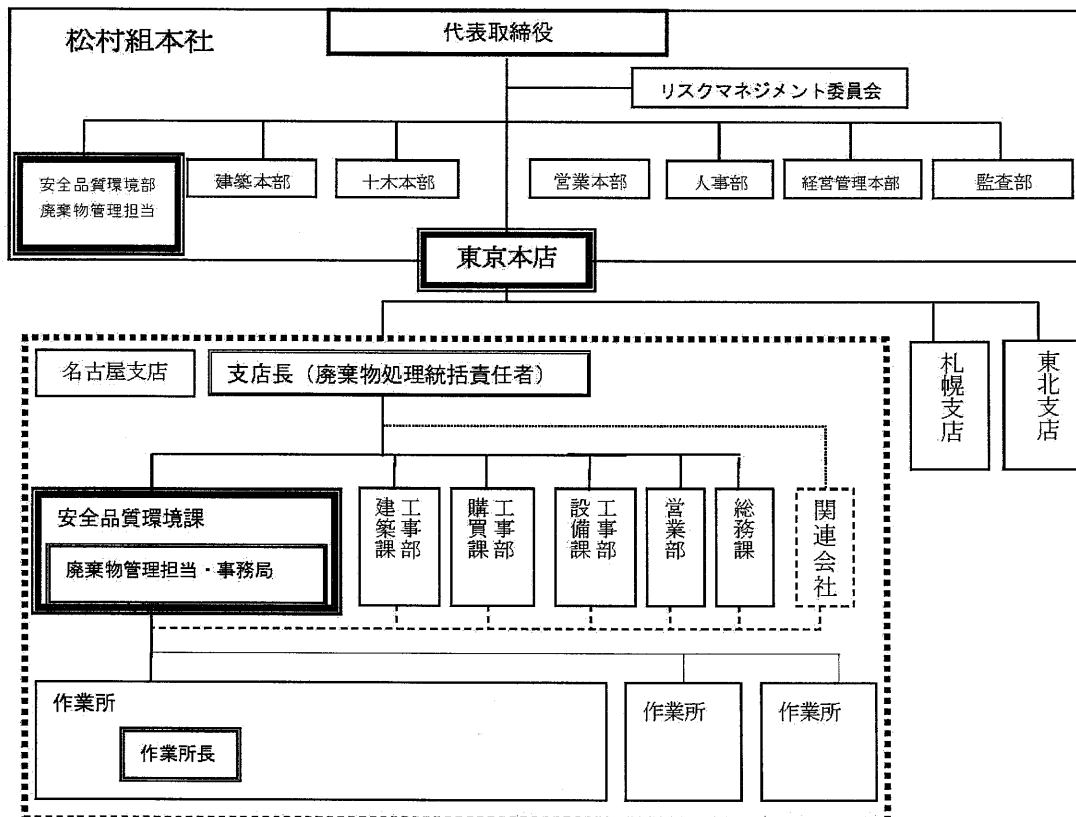 松村組本社
代表取締役
リスクマネジメント委員会
安全品質環境部
廃棄物管理担当
建築本部
土木本部
営業本部
人事部
経営管理本部
監査部
東京本店
名古屋支店
支店長（廃棄物処理統括責任者）
札幌支店
東北支店
安全品質環境課
廃棄物管理担当・事務局
工事部
建築課
工事部
購買課
工事部
設備課
営業部
総務課
関連会社
作業所
作業所長
作業所
作業所